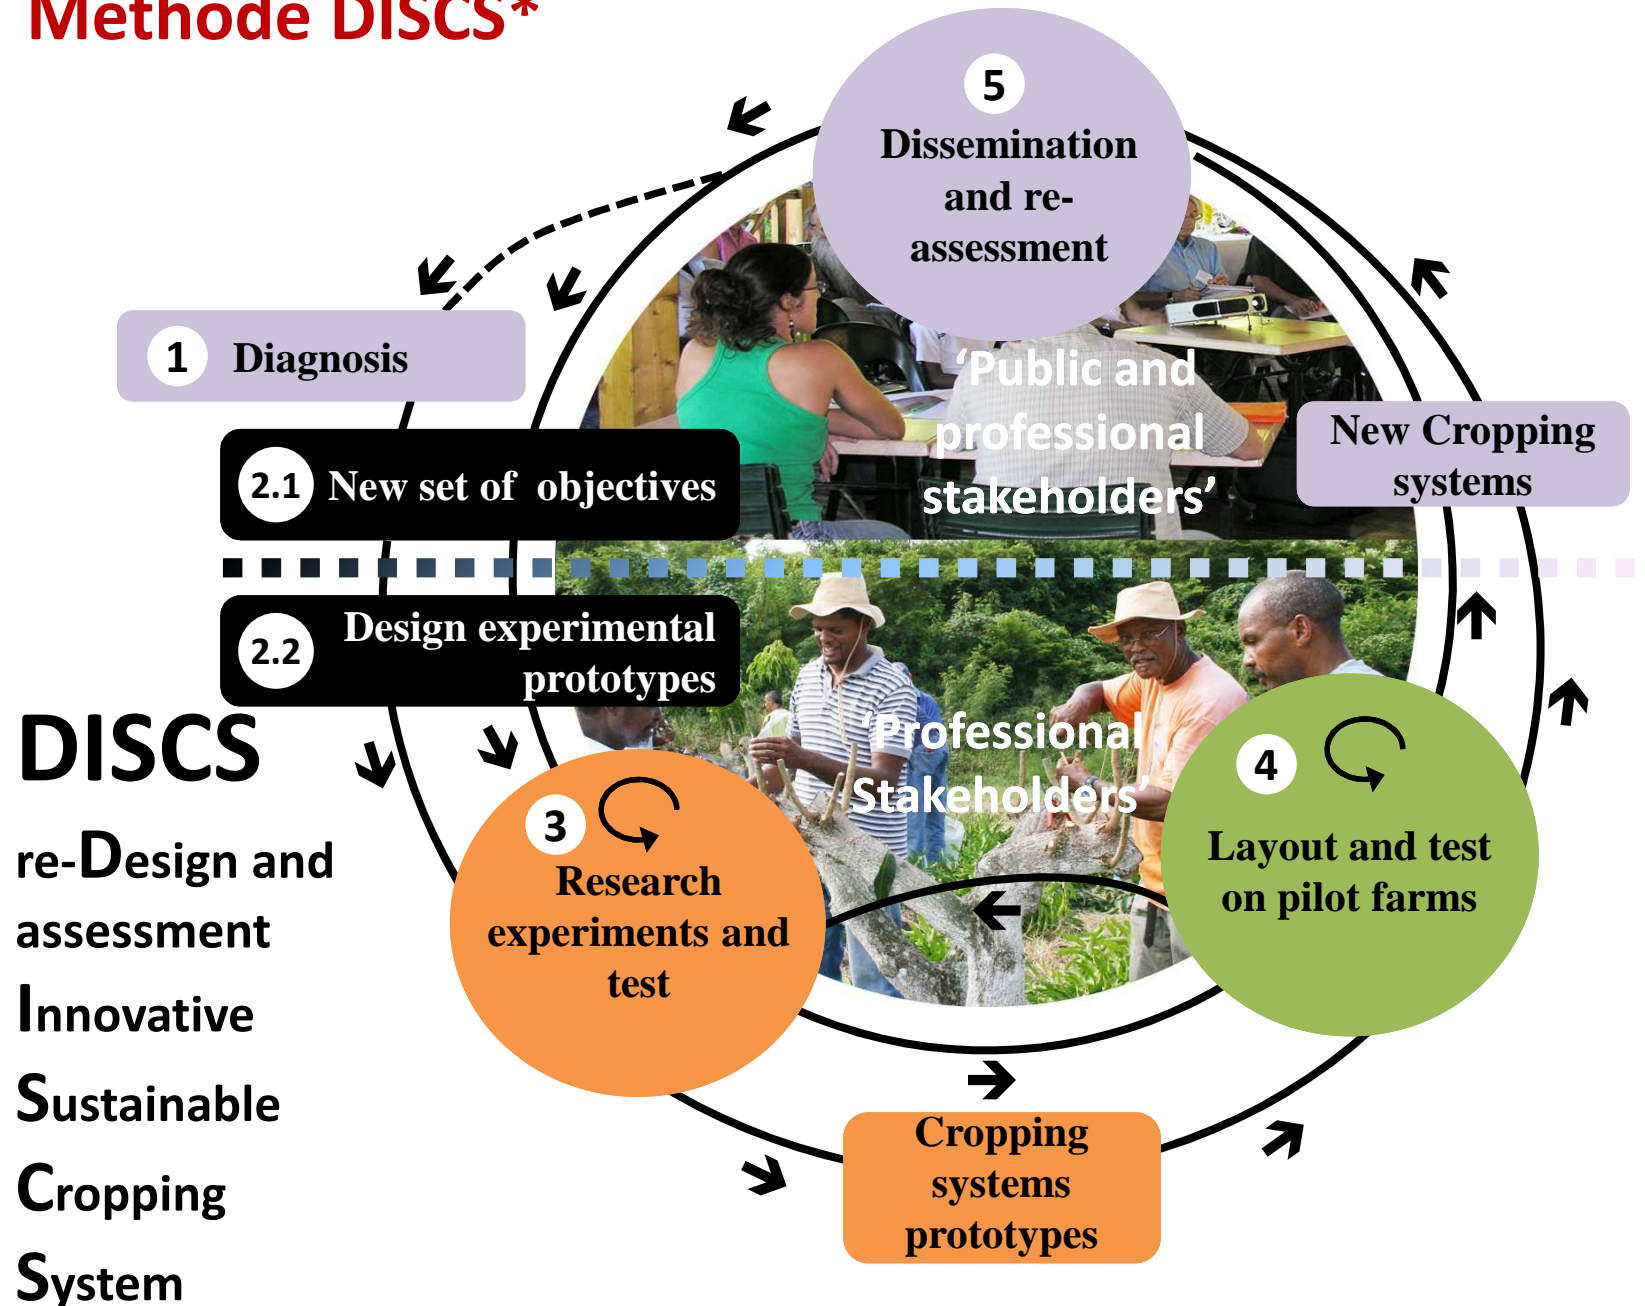 Methode DISCS*
5
Dissemination
and re-
assessment
1 Diagnosis
‘Public and
professional
stakeholders’
New Cropping
systems
2.1 New set of objectives
2.2 Design experimental
prototypes
‘Professional
Stakeholders’
3
Research
experiments and
test
4
Layout and test
on pilot farms
Cropping
systems
prototypes
DISCS
re-Design and
assessment
Innovative
Sustainable
Cropping
System